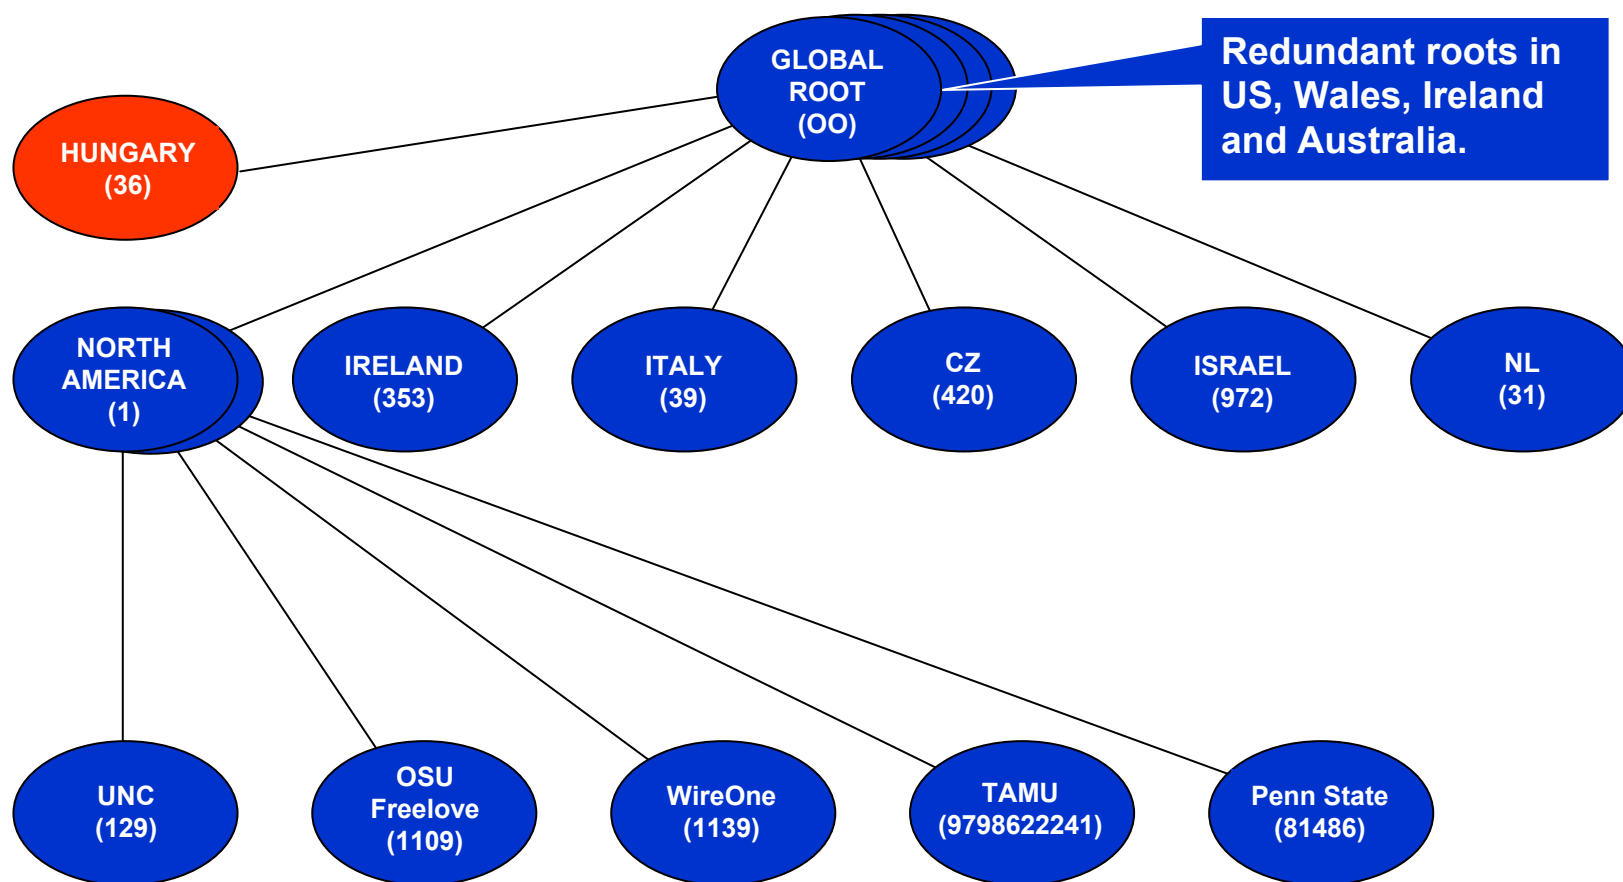 GLOBAL
ROOT
(OO)
Redundant roots in
US, Wales, Ireland
and Australia.
HUNGARY
(36)
NORTH
AMERICA
(1)
IRELAND
(353)
ITALY
(39)
CZ
(420)
ISRAEL
(972)
NL
(31)
UNC
(129)
OSU
Freelove
(1109)
WireOne
(1139)
TAMU
(9798622241)
Penn State
(81486)